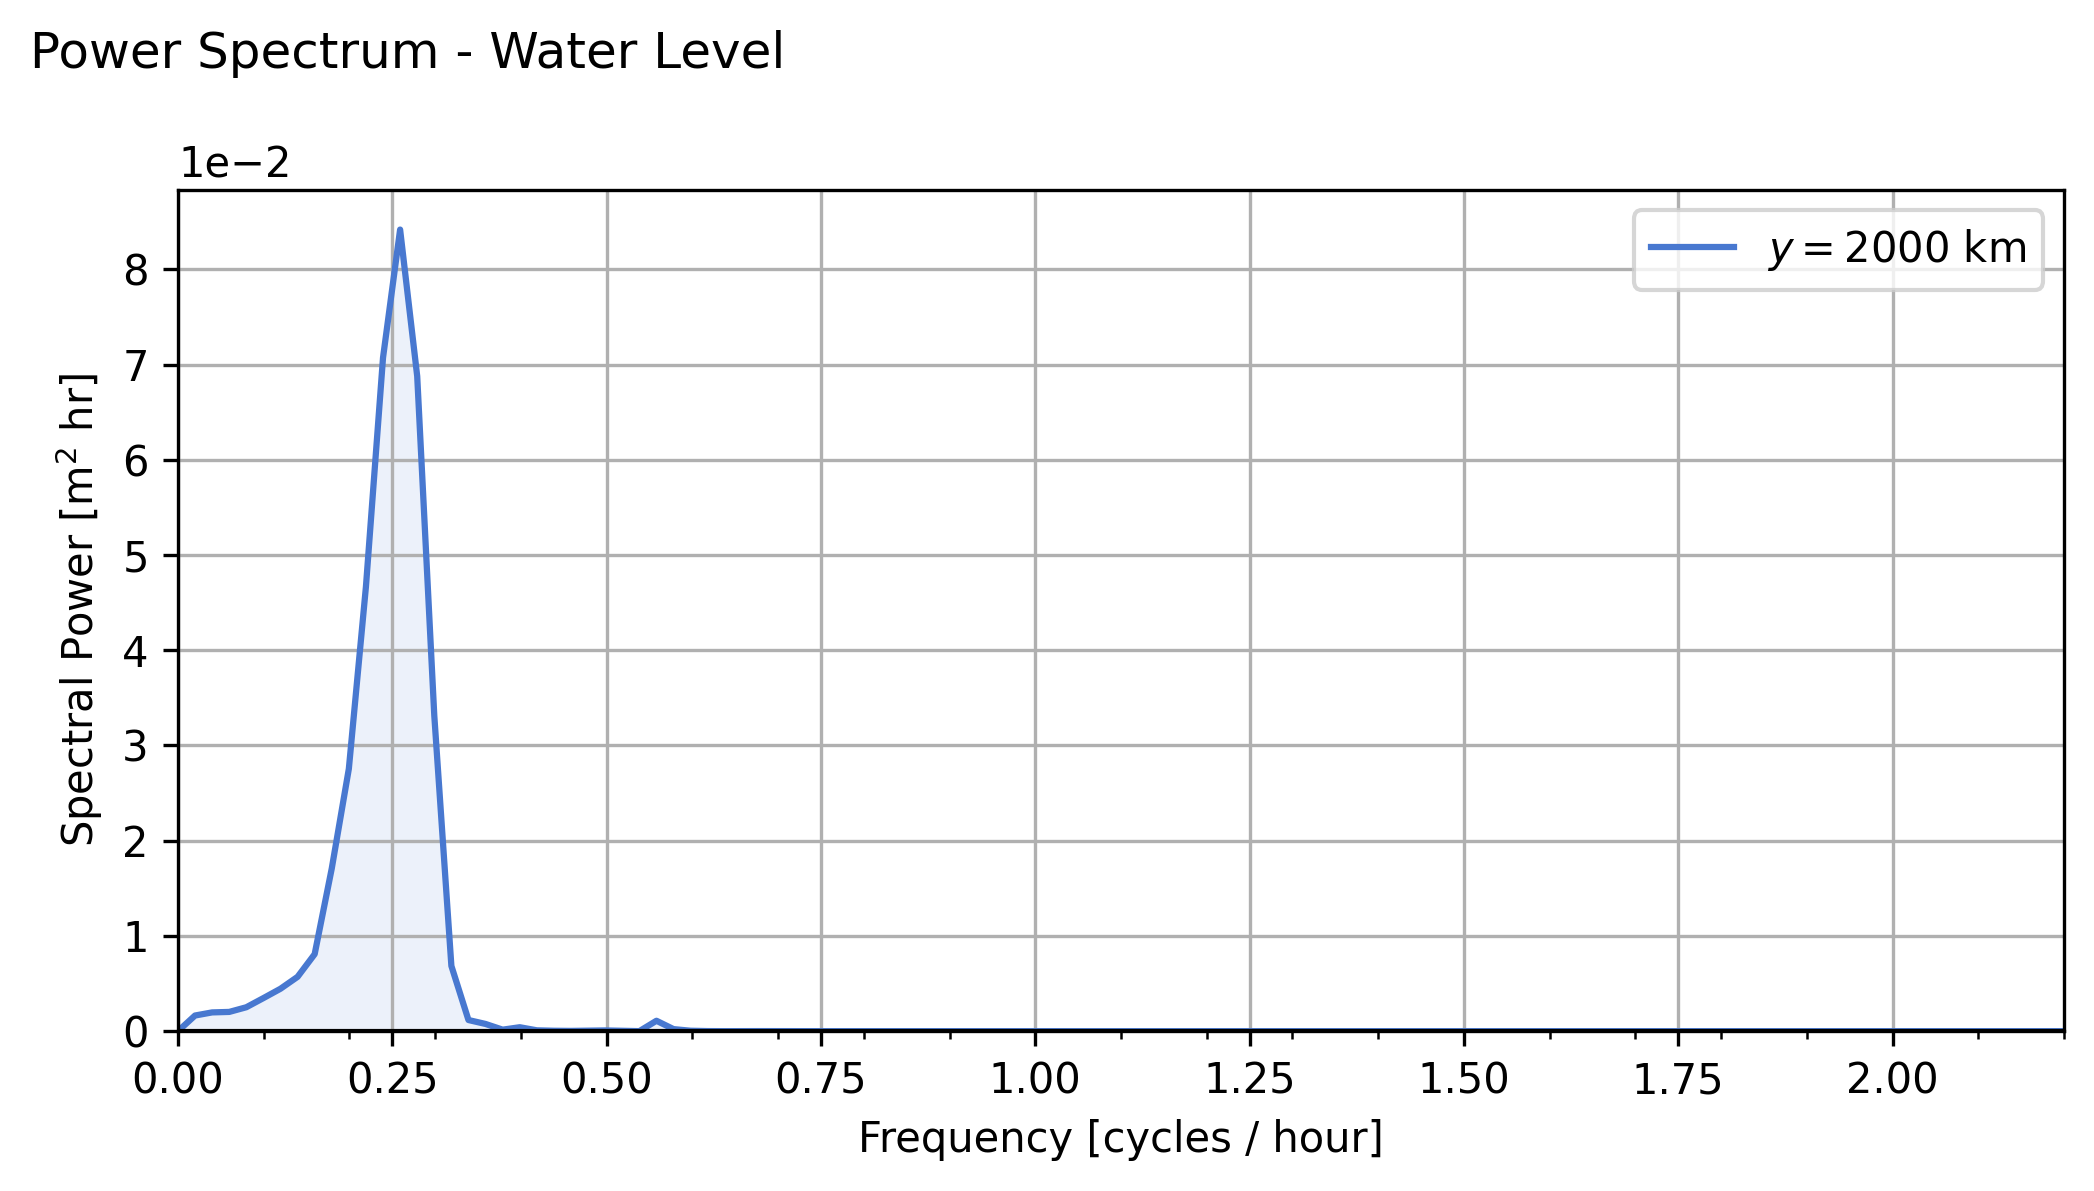 Power Spectrum - Water Level
1e−2
y = 2000 km
8
7
6
5
4
3
2
1
0
Spectral Power [m² hr]
0.00 0.25 0.50 0.75 1.00 1.25 1.50 1.75 2.00
Frequency [cycles / hour]